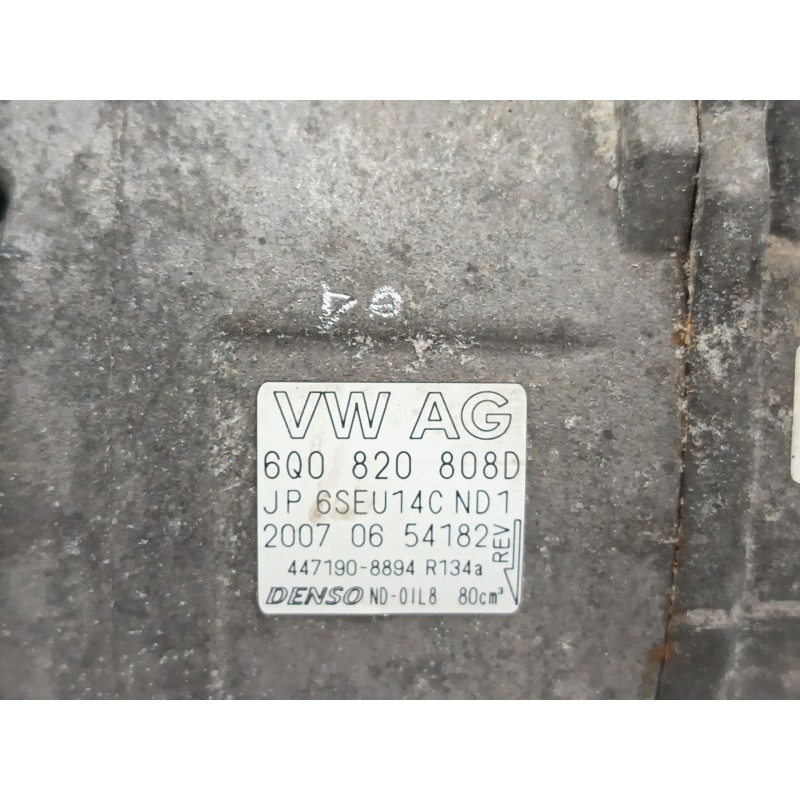 VW AG
6Q0 820 808D
JP 6SEU14C ND1
2007 06 54182
REV
447190-8894 R134a
DENSO ND-OIL8 80cm³